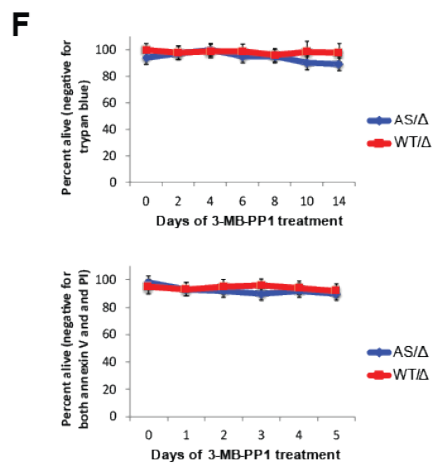 F
Percent alive (negative for
trypan blue)
100
80
60
40
20
0
0 2 4 6 8 10 14
Days of 3-MB-PP1 treatment
AS/Δ
WT/Δ
Percent alive (negative for
both annexin V and and PI)
100
80
60
40
20
0
0 1 2 3 4 5
Days of 3-MB-PP1 treatment
AS/Δ
WT/Δ